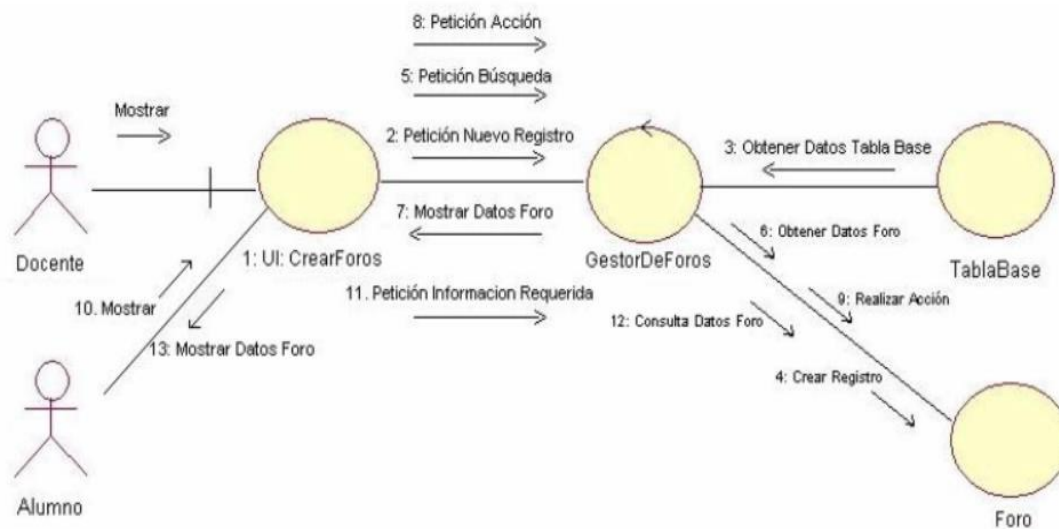 8: Petición Acción
5: Petición Búsqueda
Mostrar
2: Petición Nuevo Registro
3: Obtener Datos Tabla Base
7: Mostrar Datos Foro
6: Obtener Datos Foro
Docente
1: UI: CrearForos
GestorDeForos
TablaBase
10. Mostrar
11. Petición Informacion Requerida
9: Realizar Acción
12: Consulta Datos Foro
13: Mostrar Datos Foro
4: Crear Registro
Alumno
Foro